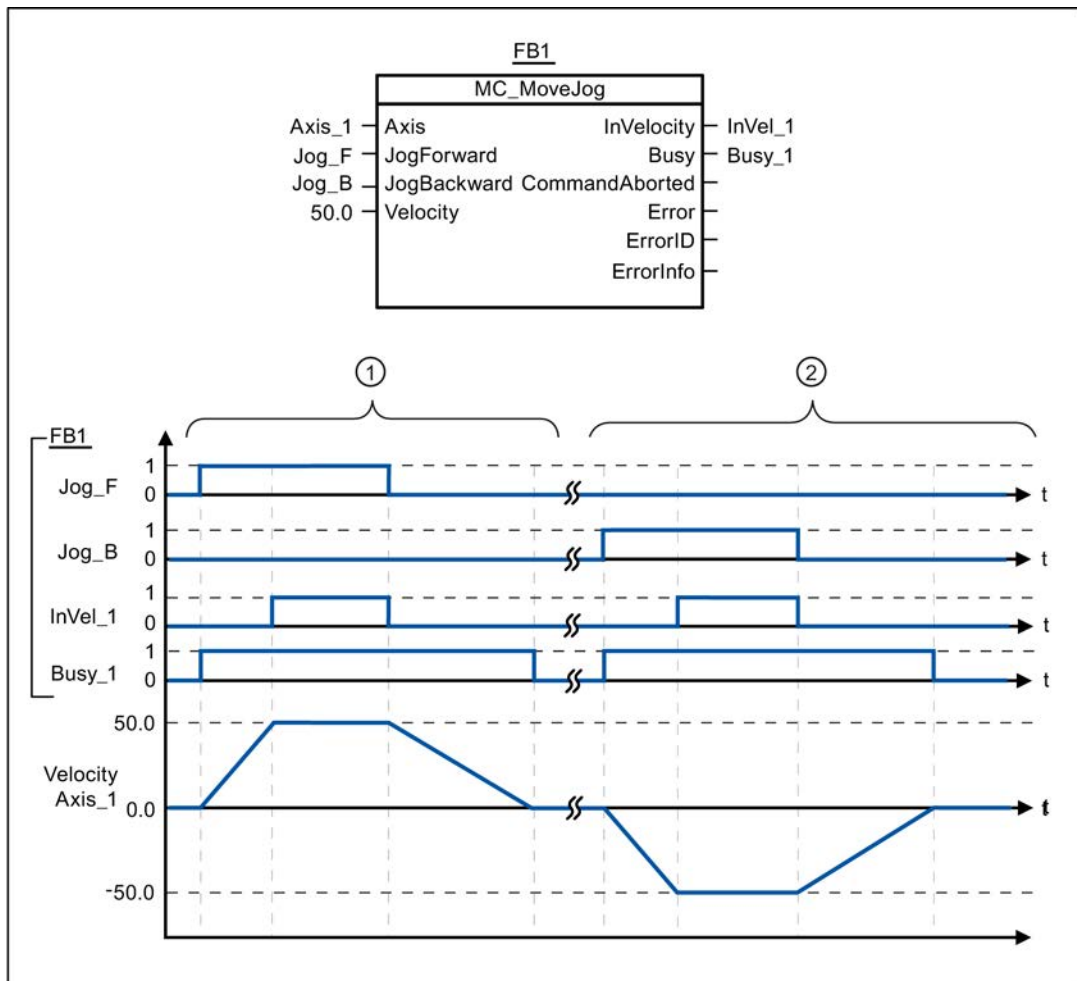 FB1
MC_MoveJog
Axis_1 Axis InVelocity InVel_1
Jog_F JogForward Busy Busy_1
Jog_B JogBackward CommandAborted
50.0 Velocity Error
ErrorID
ErrorInfo
1 2
FB1
1
Jog_F 0 t
1
Jog_B 0 t
1
InVel_1 0 t
1
Busy_1 0 t
50.0
Velocity
Axis_1 0.0 t
-50.0